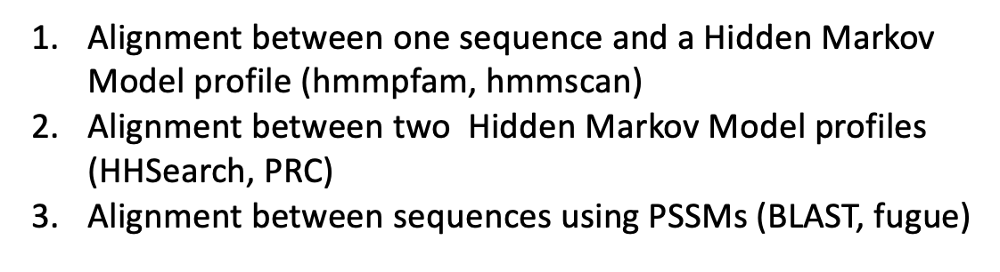 1. Alignment between one sequence and a Hidden Markov
Model profile (hmmpfam, hmmscan)
2. Alignment between two  Hidden Markov Model profiles
(HHSearch, PRC)
3. Alignment between sequences using PSSMs (BLAST, fugue)